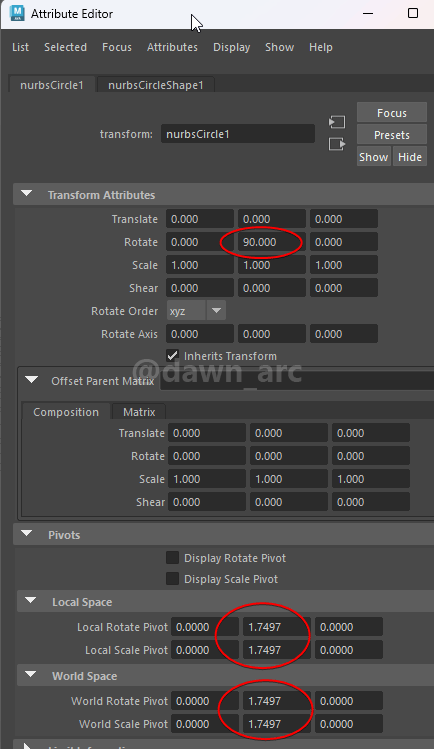 Attribute Editor
List Selected Focus Attributes Display Show Help
nurbsCircle1 nurbsCircleShape1
Focus
transform: nurbsCircle1 Presets
Show Hide
Transform Attributes
Translate 0.000 0.000 0.000
Rotate 0.000 90.000 0.000
Scale 1.000 1.000 1.000
Shear 0.000 0.000 0.000
Rotate Order xyz
Rotate Axis 0.000 0.000 0.000
Inherits Transform
@dawn_arc
Offset Parent Matrix
Composition Matrix
Translate 0.000 0.000 0.000
Rotate 0.000 0.000 0.000
Scale 1.000 1.000 1.000
Shear 0.000 0.000 0.000
Pivots
Display Rotate Pivot
Display Scale Pivot
Local Space
Local Rotate Pivot 0.0000 1.7497 0.0000
Local Scale Pivot 0.0000 1.7497 0.0000
World Space
World Rotate Pivot 0.0000 1.7497 0.0000
World Scale Pivot 0.0000 1.7497 0.0000